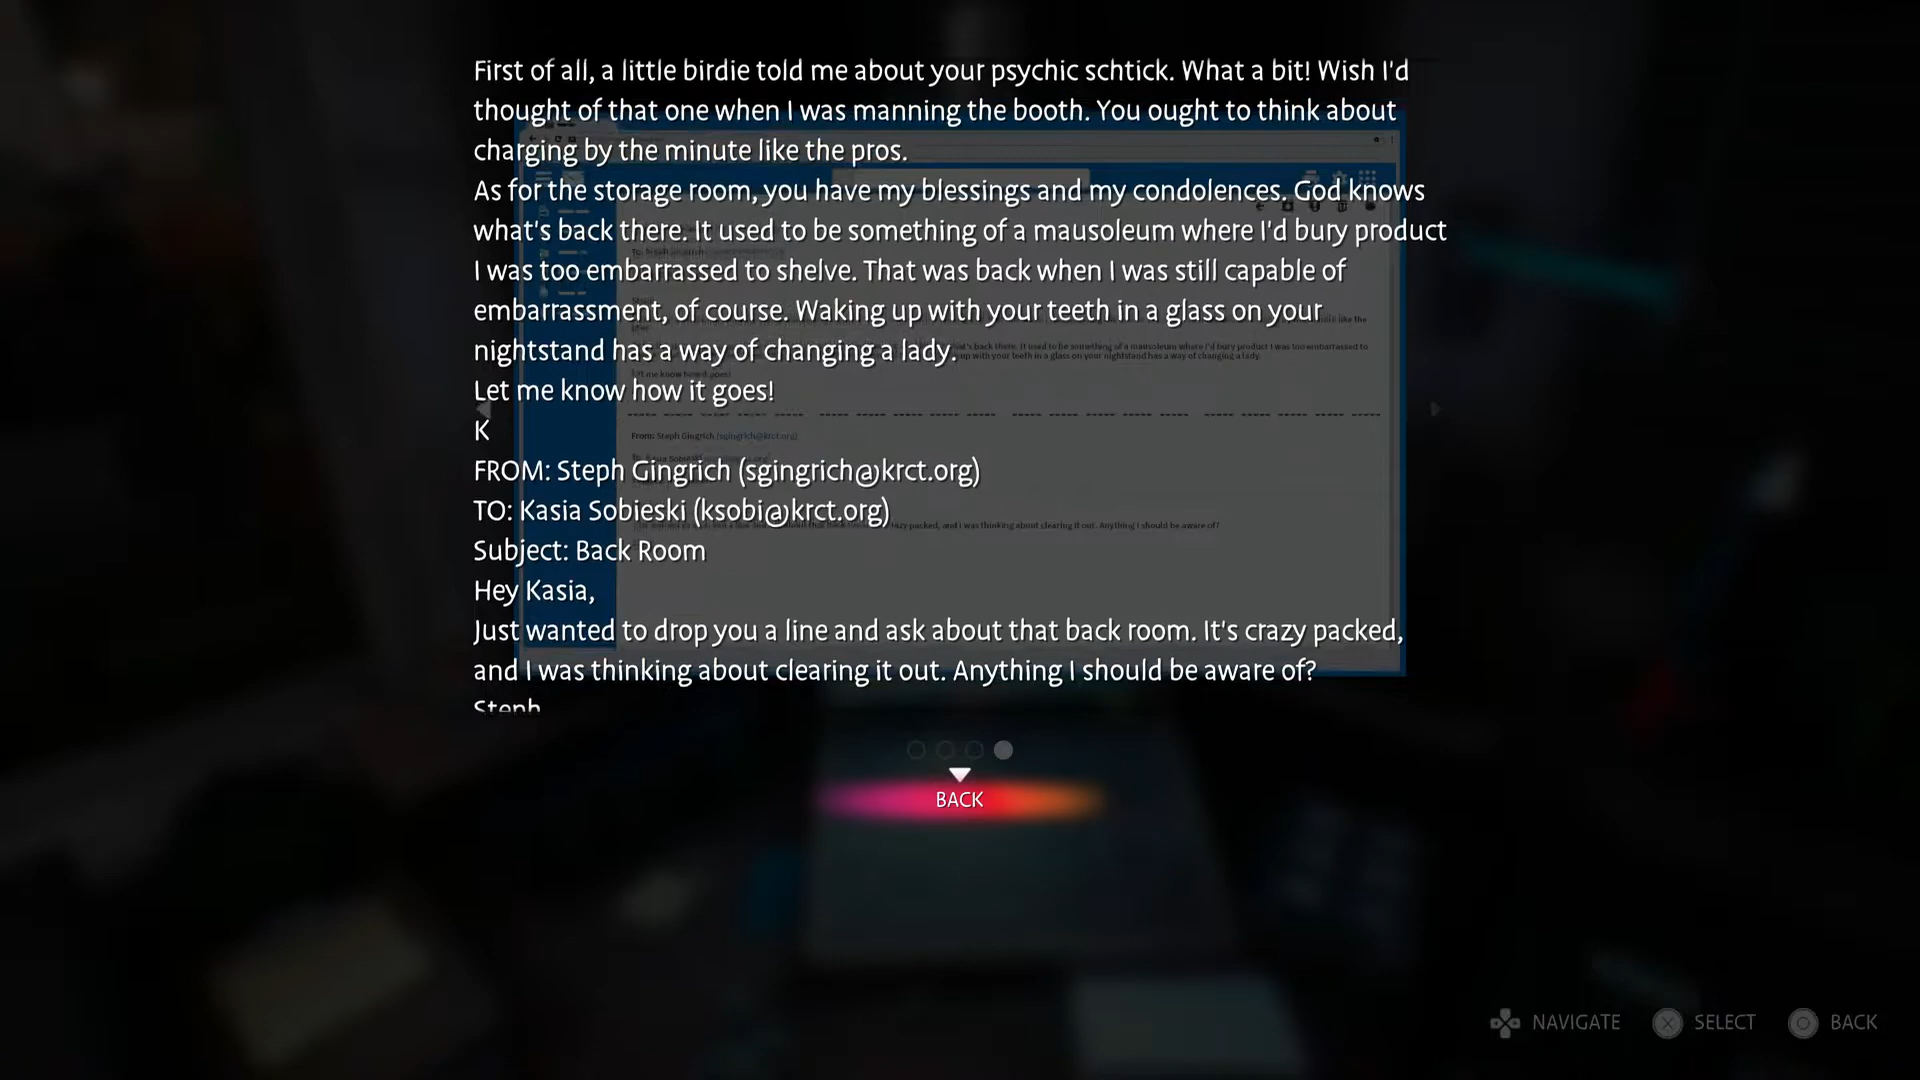 First of all, a little birdie told me about your psychic schtick. What a bit! Wish I'd
thought of that one when I was manning the booth. You ought to think about
charging by the minute like the pros.
As for the storage room, you have my blessings and my condolences. God knows
what's back there. It used to be something of a mausoleum where I'd bury product
I was too embarrassed to shelve. That was back when I was still capable of
embarrassment, of course. Waking up with your teeth in a glass on your
nightstand has a way of changing a lady.
Let me know how it goes!
K
FROM: Steph Gingrich (sgingrich@krct.org)
TO: Kasia Sobieski (ksobi@krct.org)
Subject: Back Room
Hey Kasia,
Just wanted to drop you a line and ask about that back room. It's crazy packed,
and I was thinking about clearing it out. Anything I should be aware of?
Steph
BACK
NAVIGATE SELECT BACK